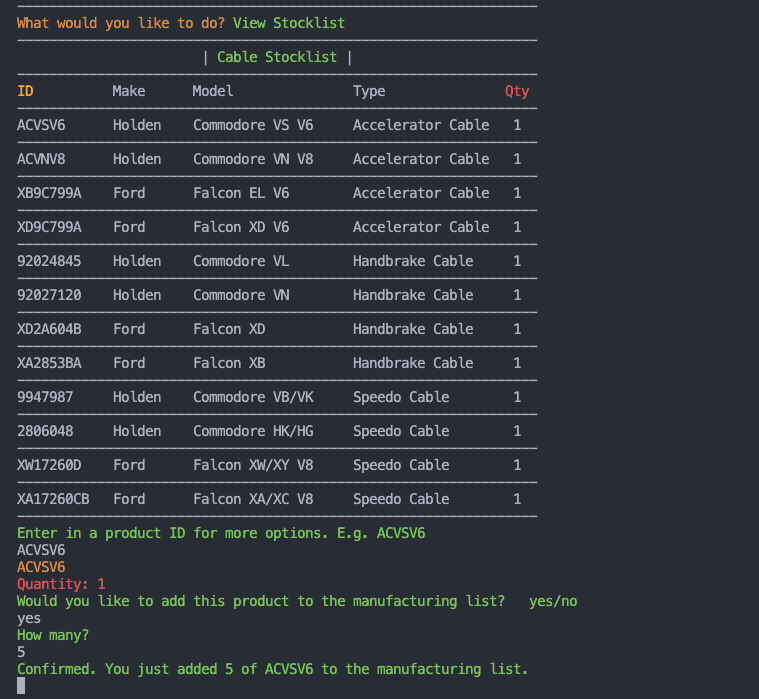 What would you like to do? View Stocklist
| Cable Stocklist |
ID Make Model Type Qty
ACVSV6 Holden Commodore VS V6 Accelerator Cable 1
ACVNV8 Holden Commodore VN V8 Accelerator Cable 1
XB9C799A Ford Falcon EL V6 Accelerator Cable 1
XD9C799A Ford Falcon XD V6 Accelerator Cable 1
92024845 Holden Commodore VL Handbrake Cable 1
92027120 Holden Commodore VN Handbrake Cable 1
XD2A604B Ford Falcon XD Handbrake Cable 1
XA2853BA Ford Falcon XB Handbrake Cable 1
9947987 Holden Commodore VB/VK Speedo Cable 1
2806048 Holden Commodore HK/HG Speedo Cable 1
XW17260D Ford Falcon XW/XY V8 Speedo Cable 1
XA17260CB Ford Falcon XA/XC V8 Speedo Cable 1
Enter in a product ID for more options. E.g. ACVSV6
ACVSV6
ACVSV6
Quantity: 1
Would you like to add this product to the manufacturing list? yes/no
yes
How many?
5
Confirmed. You just added 5 of ACVSV6 to the manufacturing list.